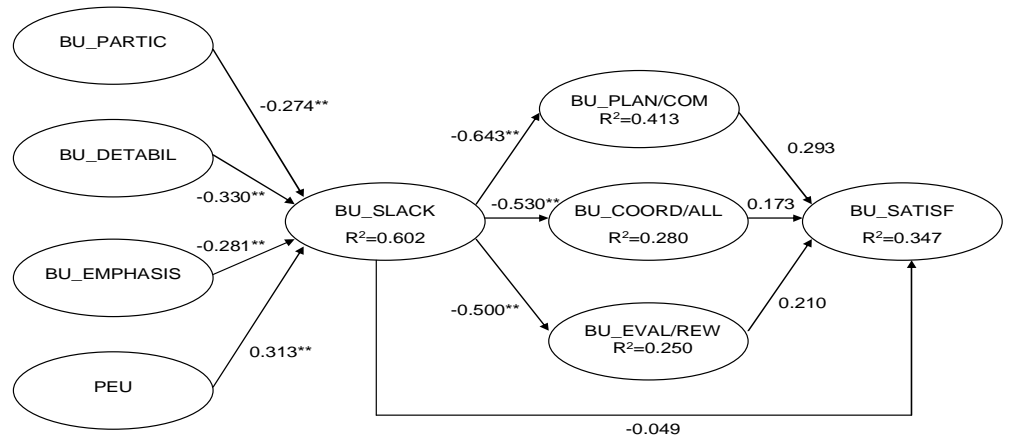 BU_PARTIC
-0.274**
BU_DETABIL
-0.330**
BU_EMPHASIS
-0.281**
PEU
0.313**
BU_SLACK
R²=0.602
-0.643**
-0.530**
-0.500**
BU_PLAN/COM
R²=0.413
BU_COORD/ALL
R²=0.280
BU_EVAL/REW
R²=0.250
0.293
0.173
0.210
BU_SATISF
R²=0.347
-0.049